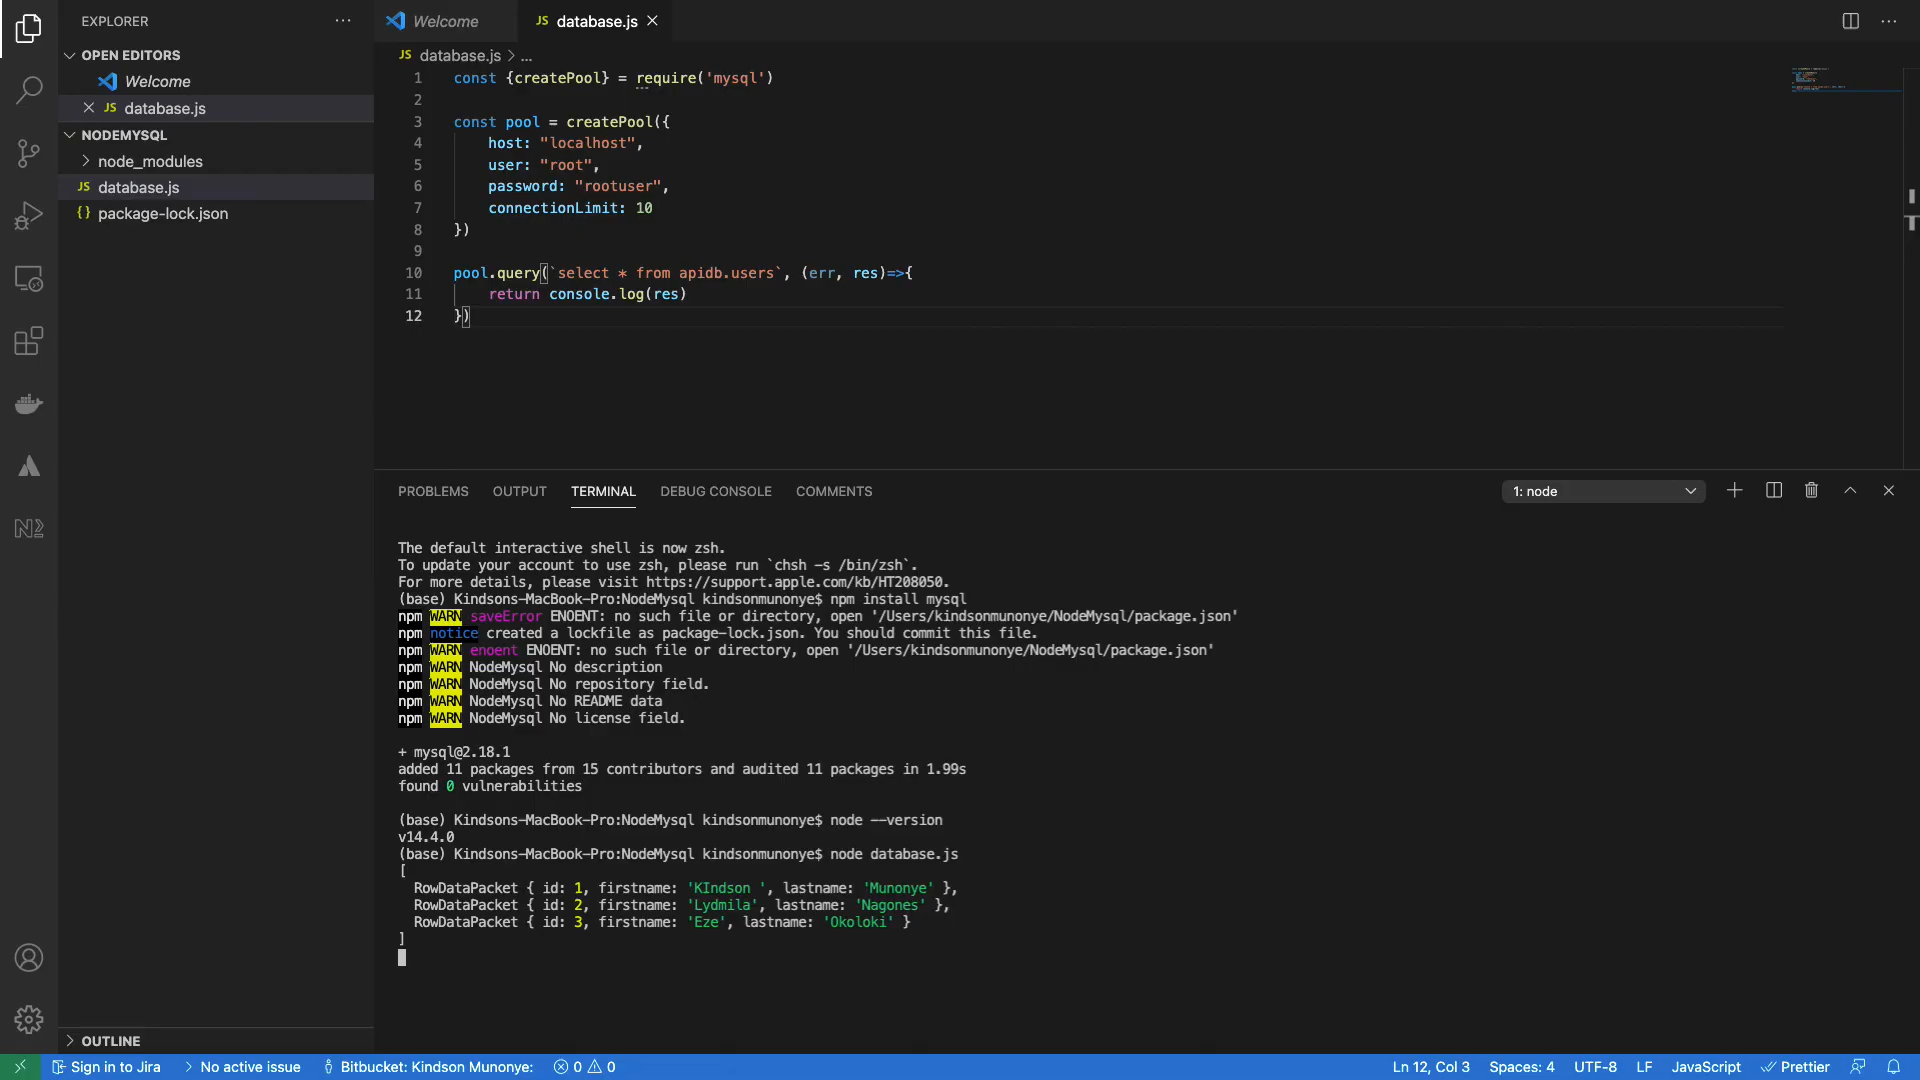 EXPLORER
OPEN EDITORS
Welcome
JS database.js
NODEMYSQL
node_modules
JS database.js
{} package-lock.json
OUTLINE
Welcome
JS database.js
JS database.js > ...
1 const {createPool} = require('mysql')
2
3 const pool = createPool({
4 host: "localhost",
5 user: "root",
6 password: "rootuser",
7 connectionLimit: 10
8 })
9
10 pool.query(`select * from apidb.users`, (err, res)=>{
11 return console.log(res)
12 })
PROBLEMS OUTPUT TERMINAL DEBUG CONSOLE COMMENTS
1: node
The default interactive shell is now zsh.
To update your account to use zsh, please run `chsh -s /bin/zsh`.
For more details, please visit https://support.apple.com/kb/HT208050.
(base) Kindsons-MacBook-Pro:NodeMysql kindsonmunonye$ npm install mysql
npm WARN saveError ENOENT: no such file or directory, open '/Users/kindsonmunonye/NodeMysql/package.json'
npm notice created a lockfile as package-lock.json. You should commit this file.
npm WARN enoent ENOENT: no such file or directory, open '/Users/kindsonmunonye/NodeMysql/package.json'
npm WARN NodeMysql No description
npm WARN NodeMysql No repository field.
npm WARN NodeMysql No README data
npm WARN NodeMysql No license field.
+ mysql@2.18.1
added 11 packages from 15 contributors and audited 11 packages in 1.99s
found 0 vulnerabilities
(base) Kindsons-MacBook-Pro:NodeMysql kindsonmunonye$ node --version
v14.4.0
(base) Kindsons-MacBook-Pro:NodeMysql kindsonmunonye$ node database.js
[
RowDataPacket { id: 1, firstname: 'KIndson ', lastname: 'Munonye' },
RowDataPacket { id: 2, firstname: 'Lydmila', lastname: 'Nagones' },
RowDataPacket { id: 3, firstname: 'Eze', lastname: 'Okoloki' }
]
Sign in to Jira No active issue Bitbucket: Kindson Munonye: 0 0 Ln 12, Col 3 Spaces: 4 UTF-8 LF JavaScript Prettier